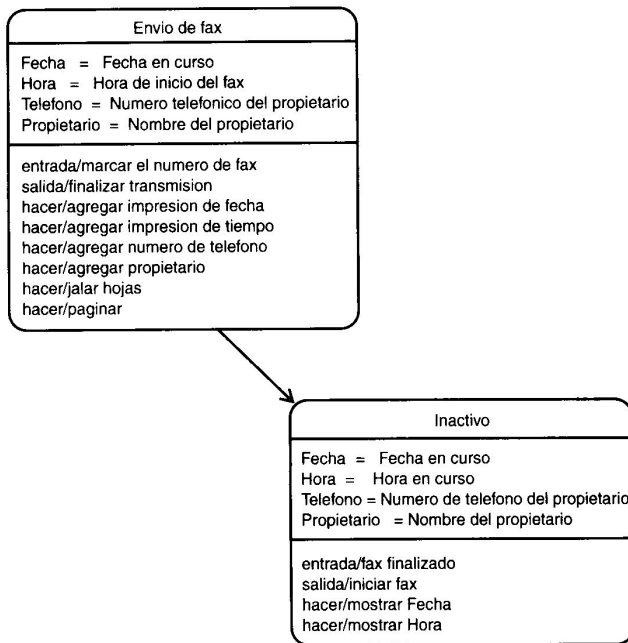 Envio de fax
Fecha = Fecha en curso
Hora = Hora de inicio del fax
Telefono = Numero telefonico del propietario
Propietario = Nombre del propietario
entrada/marcar el numero de fax
salida/finalizar transmision
hacer/agregar impresion de fecha
hacer/agregar impresion de tiempo
hacer/agregar numero de telefono
hacer/agregar propietario
hacer/jalar hojas
hacer/paginar
Inactivo
Fecha = Fecha en curso
Hora = Hora en curso
Telefono = Numero de telefono del propietario
Propietario = Nombre del propietario
entrada/fax finalizado
salida/iniciar fax
hacer/mostrar Fecha
hacer/mostrar Hora